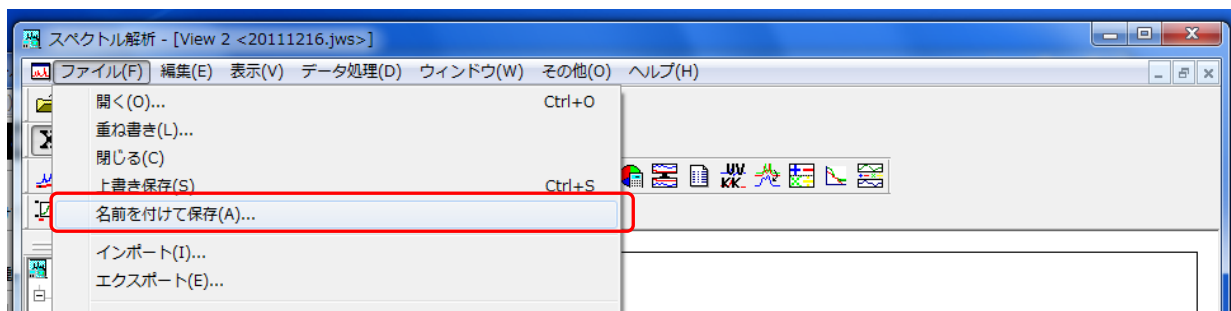 スペクトル解析 - [View 2 <20111216.jws>]
ファイル(F) 編集(E) 表示(V) データ処理(D) ウィンドウ(W) その他(O) ヘルプ(H)
開く(O)... Ctrl+O
重ね書き(L)...
閉じる(C)
上書き保存(S) Ctrl+S
UV
KK
名前を付けて保存(A)...
インポート(I)...
エクスポート(E)...